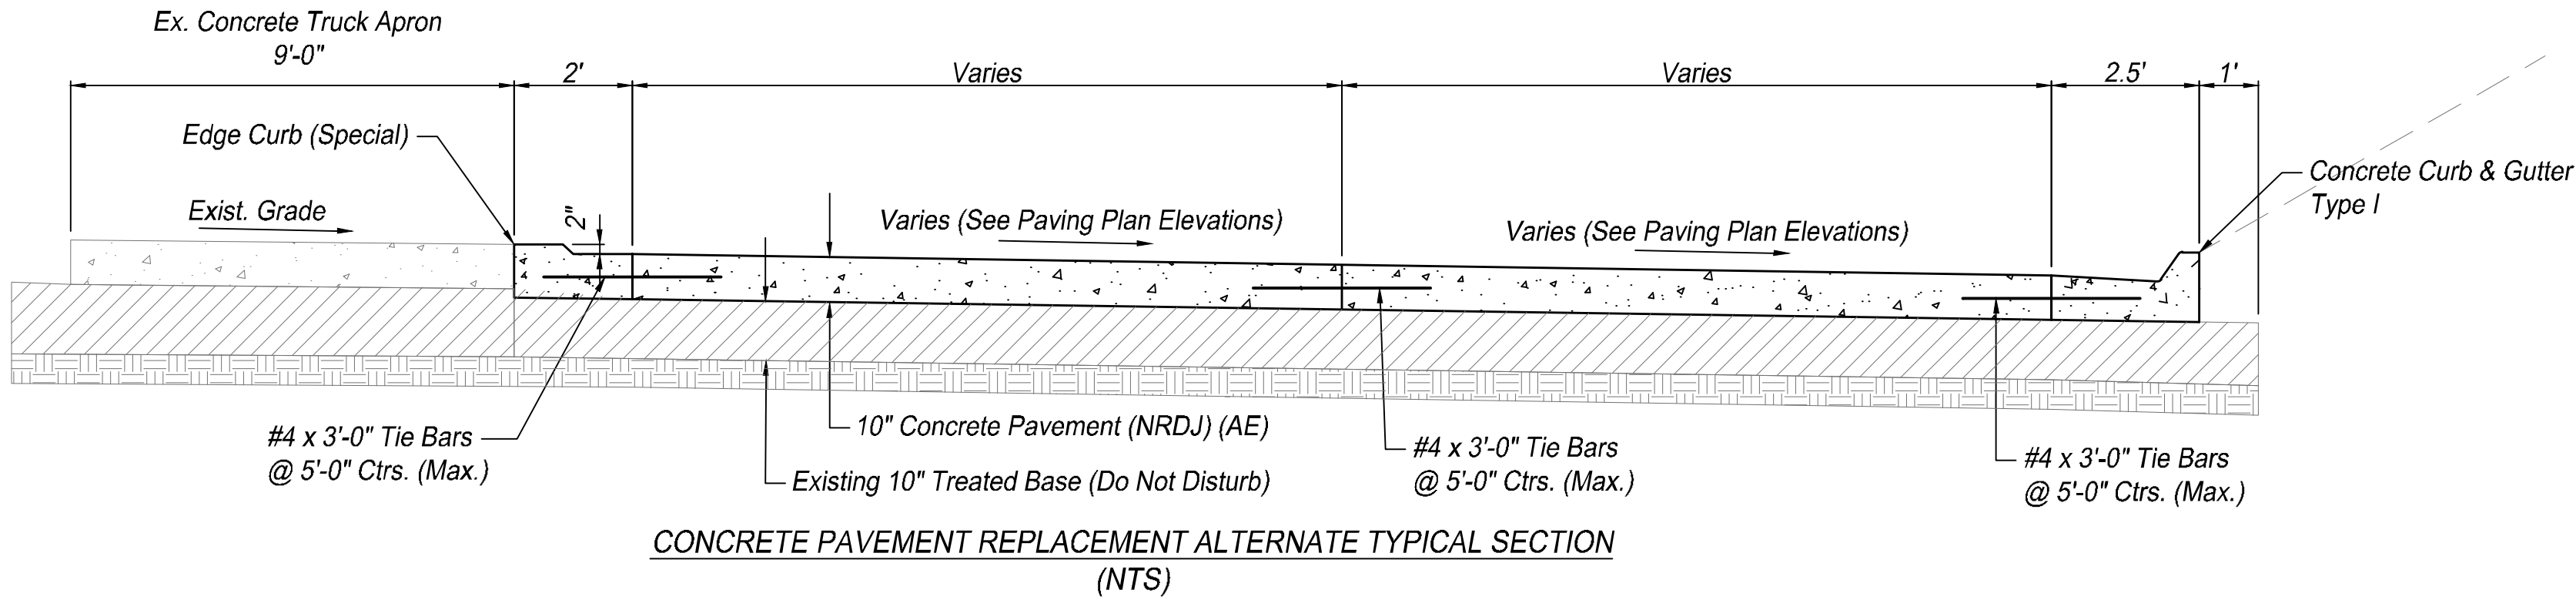 Ex. Concrete Truck Apron
9'-0"
2'
Varies
Varies
2.5'
1'
Edge Curb (Special)
Exist. Grade
2"
Varies (See Paving Plan Elevations)
Varies (See Paving Plan Elevations)
Concrete Curb & Gutter
Type I
#4 x 3'-0" Tie Bars
@ 5'-0" Ctrs. (Max.)
10" Concrete Pavement (NRDJ) (AE)
Existing 10" Treated Base (Do Not Disturb)
#4 x 3'-0" Tie Bars
@ 5'-0" Ctrs. (Max.)
#4 x 3'-0" Tie Bars
@ 5'-0" Ctrs. (Max.)
CONCRETE PAVEMENT REPLACEMENT ALTERNATE TYPICAL SECTION
(NTS)